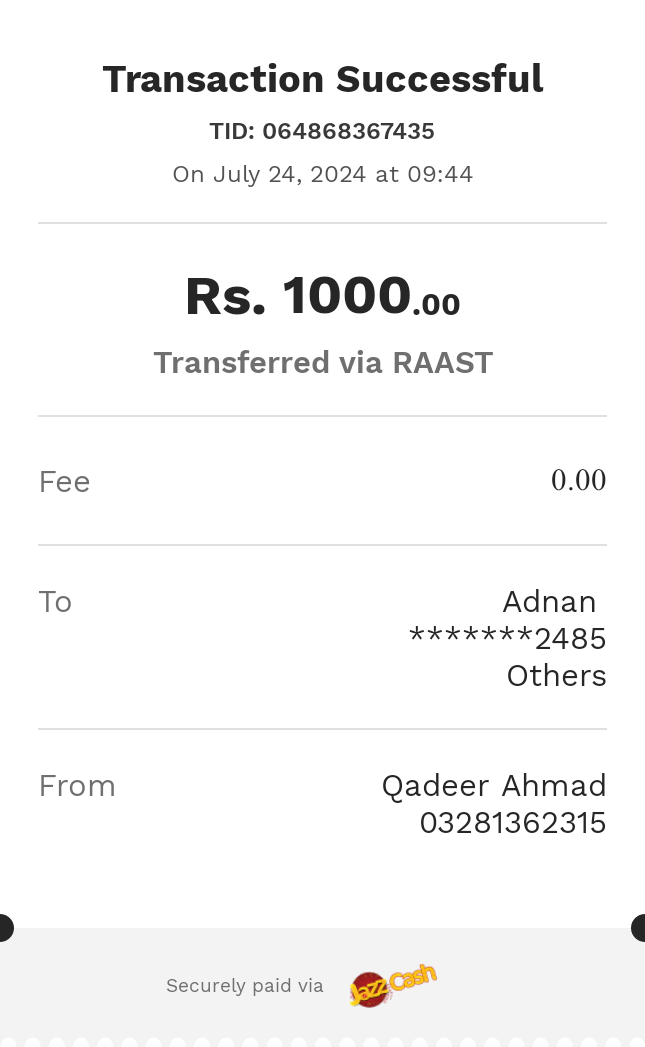 Transaction Successful
TID: 064868367435
On July 24, 2024 at 09:44
Rs. 1000.00
Transferred via RAAST
Fee 0.00
To Adnan
*******2485
Others
From Qadeer Ahmad
03281362315
Securely paid via JazzCash